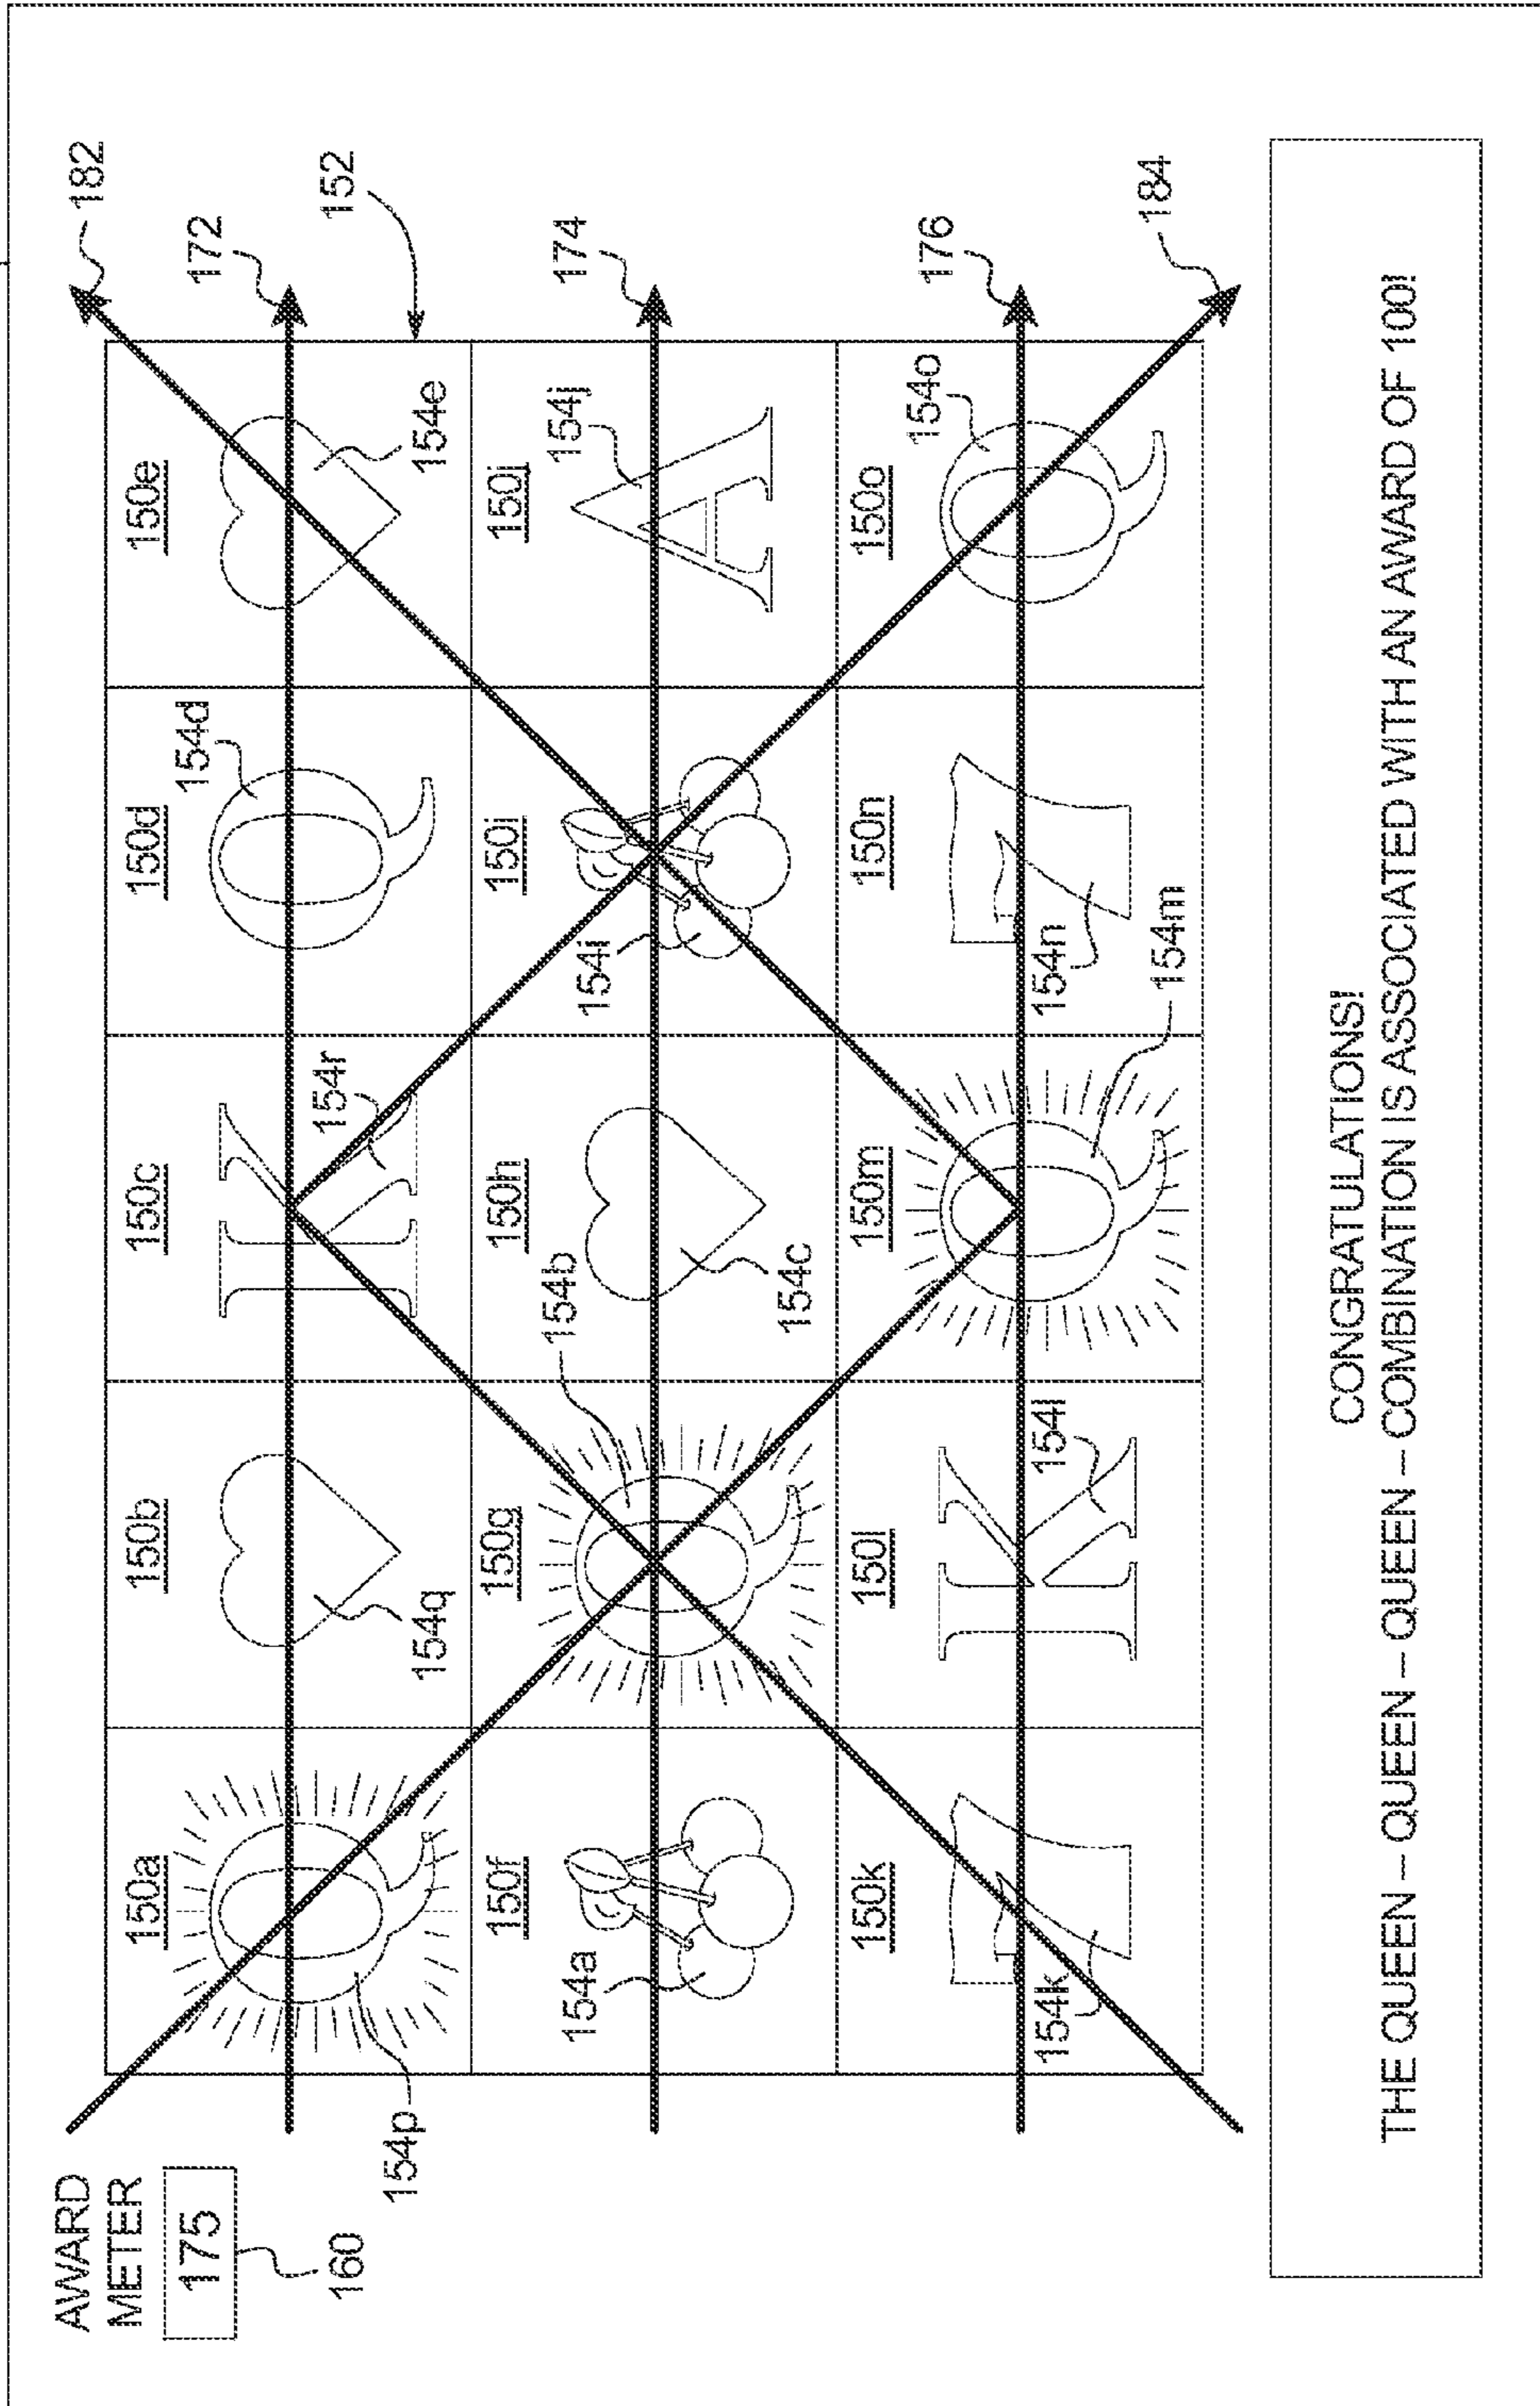 AWARD
METER
175
160
182
172
152
174
176
184
150a
154p
150b
154q
150c
K
154r
150d
Q
154d
150e
154e
150f
154a
150g
Q
154b
150h
154c
150i
154i
150j
A
154j
150k
7
154k
150l
K
154l
150m
Q
154m
150n
7
154n
150o
Q
154o
Q
CONGRATULATIONS!
THE QUEEN – QUEEN – QUEEN – COMBINATION IS ASSOCIATED WITH AN AWARD OF 100!